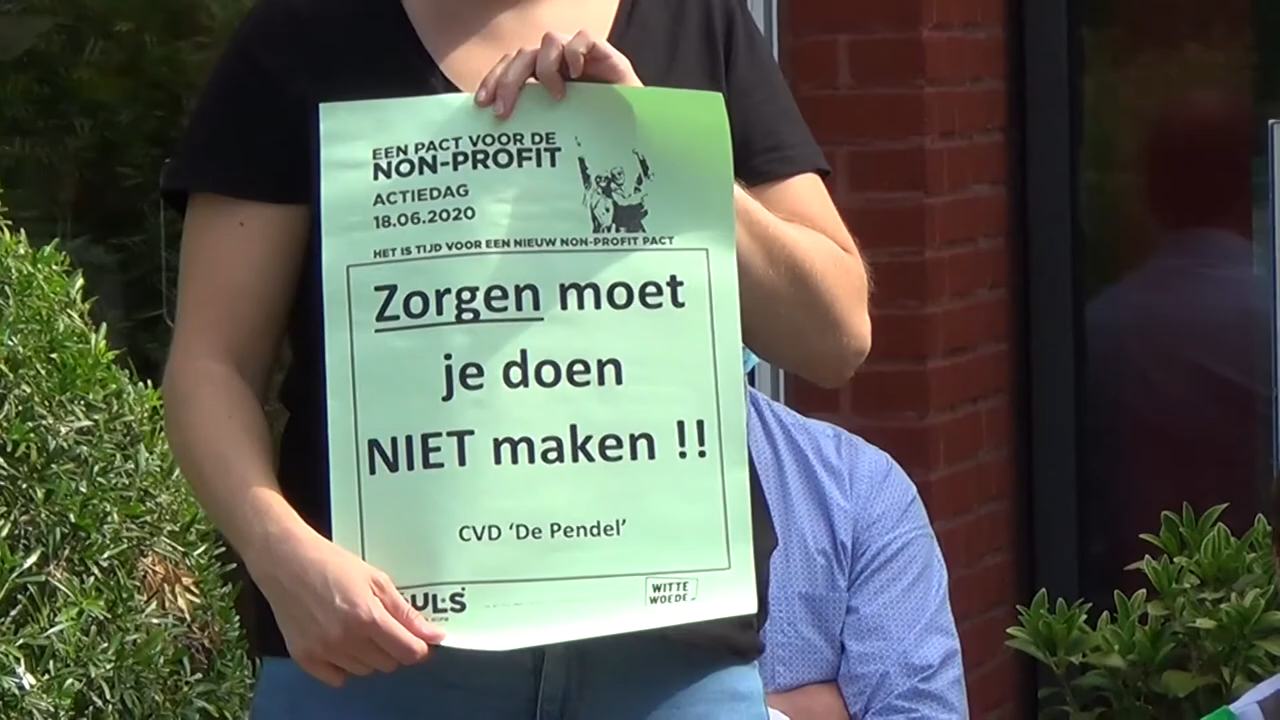 EEN PACT VOOR DE
NON-PROFIT
ACTIEDAG
18.06.2020
HET IS TIJD VOOR EEN NIEUW NON-PROFIT PACT
Zorgen moet
je doen
NIET maken !!
CVD ‘De Pendel’
WITTE
WOEDE